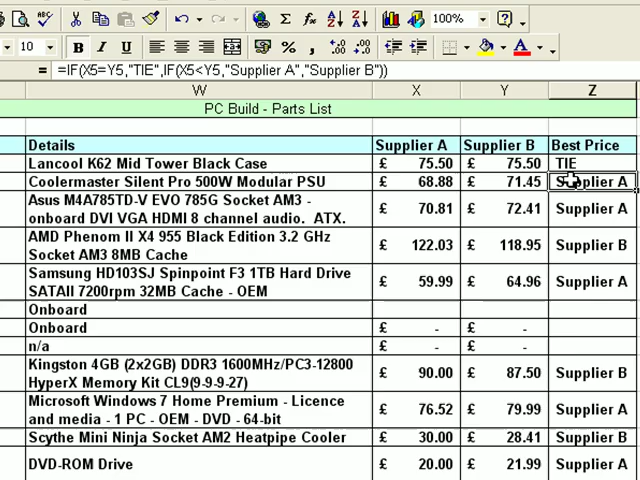 100%
10 B I U
= =IF(X5=Y5,"TIE",IF(X5<Y5,"Supplier A","Supplier B"))
W X Y Z
PC Build - Parts List
Details Supplier A Supplier B Best Price
Lancool K62 Mid Tower Black Case £ 75.50 £ 75.50 TIE
Coolermaster Silent Pro 500W Modular PSU £ 68.88 £ 71.45 Supplier A
Asus M4A785TD-V EVO 785G Socket AM3 -
onboard DVI VGA HDMI 8 channel audio. ATX. £ 70.81 £ 72.41 Supplier A
AMD Phenom II X4 955 Black Edition 3.2 GHz
Socket AM3 8MB Cache £ 122.03 £ 118.95 Supplier B
Samsung HD103SJ Spinpoint F3 1TB Hard Drive
SATAII 7200rpm 32MB Cache - OEM £ 59.99 £ 64.96 Supplier A
Onboard
Onboard £ - £ -
n/a £ - £ -
Kingston 4GB (2x2GB) DDR3 1600MHz/PC3-12800
HyperX Memory Kit CL9(9-9-9-27) £ 90.00 £ 87.50 Supplier B
Microsoft Windows 7 Home Premium - Licence
and media - 1 PC - OEM - DVD - 64-bit £ 76.52 £ 79.99 Supplier A
Scythe Mini Ninja Socket AM2 Heatpipe Cooler £ 30.00 £ 28.41 Supplier B
DVD-ROM Drive £ 20.00 £ 21.99 Supplier A